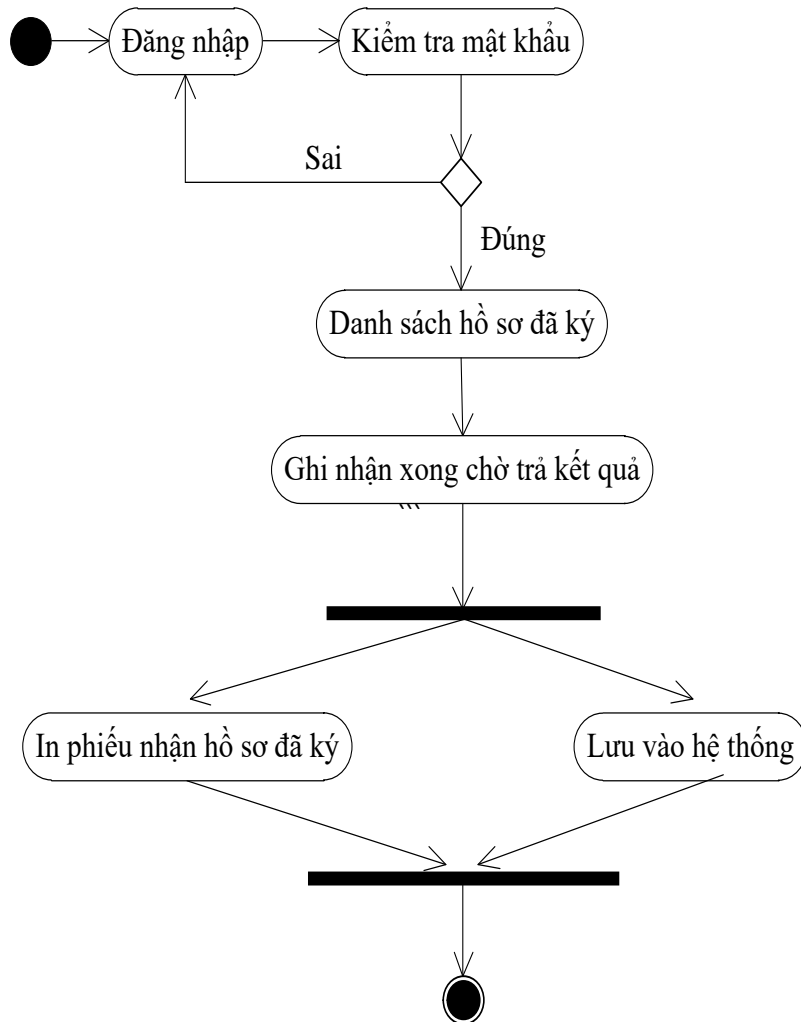 Đăng nhập
Kiểm tra mật khẩu
Sai
Đúng
Danh sách hồ sơ đã ký
Ghi nhận xong chờ trả kết quả
In phiếu nhận hồ sơ đã ký
Lưu vào hệ thống